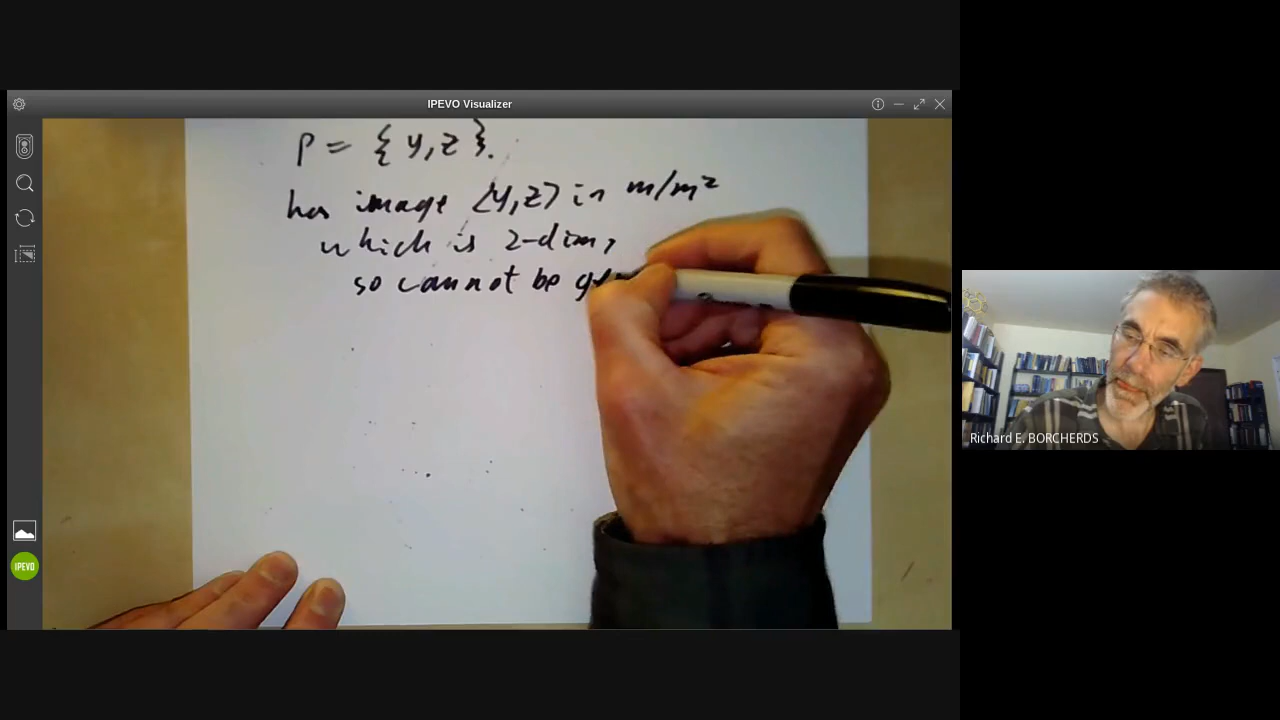 IPEVO Visualizer
P = { y, z }.
has image <y, z> in m/m²
which is 2-dim,
so cannot be
IPEVO
Richard E. BORCHERDS